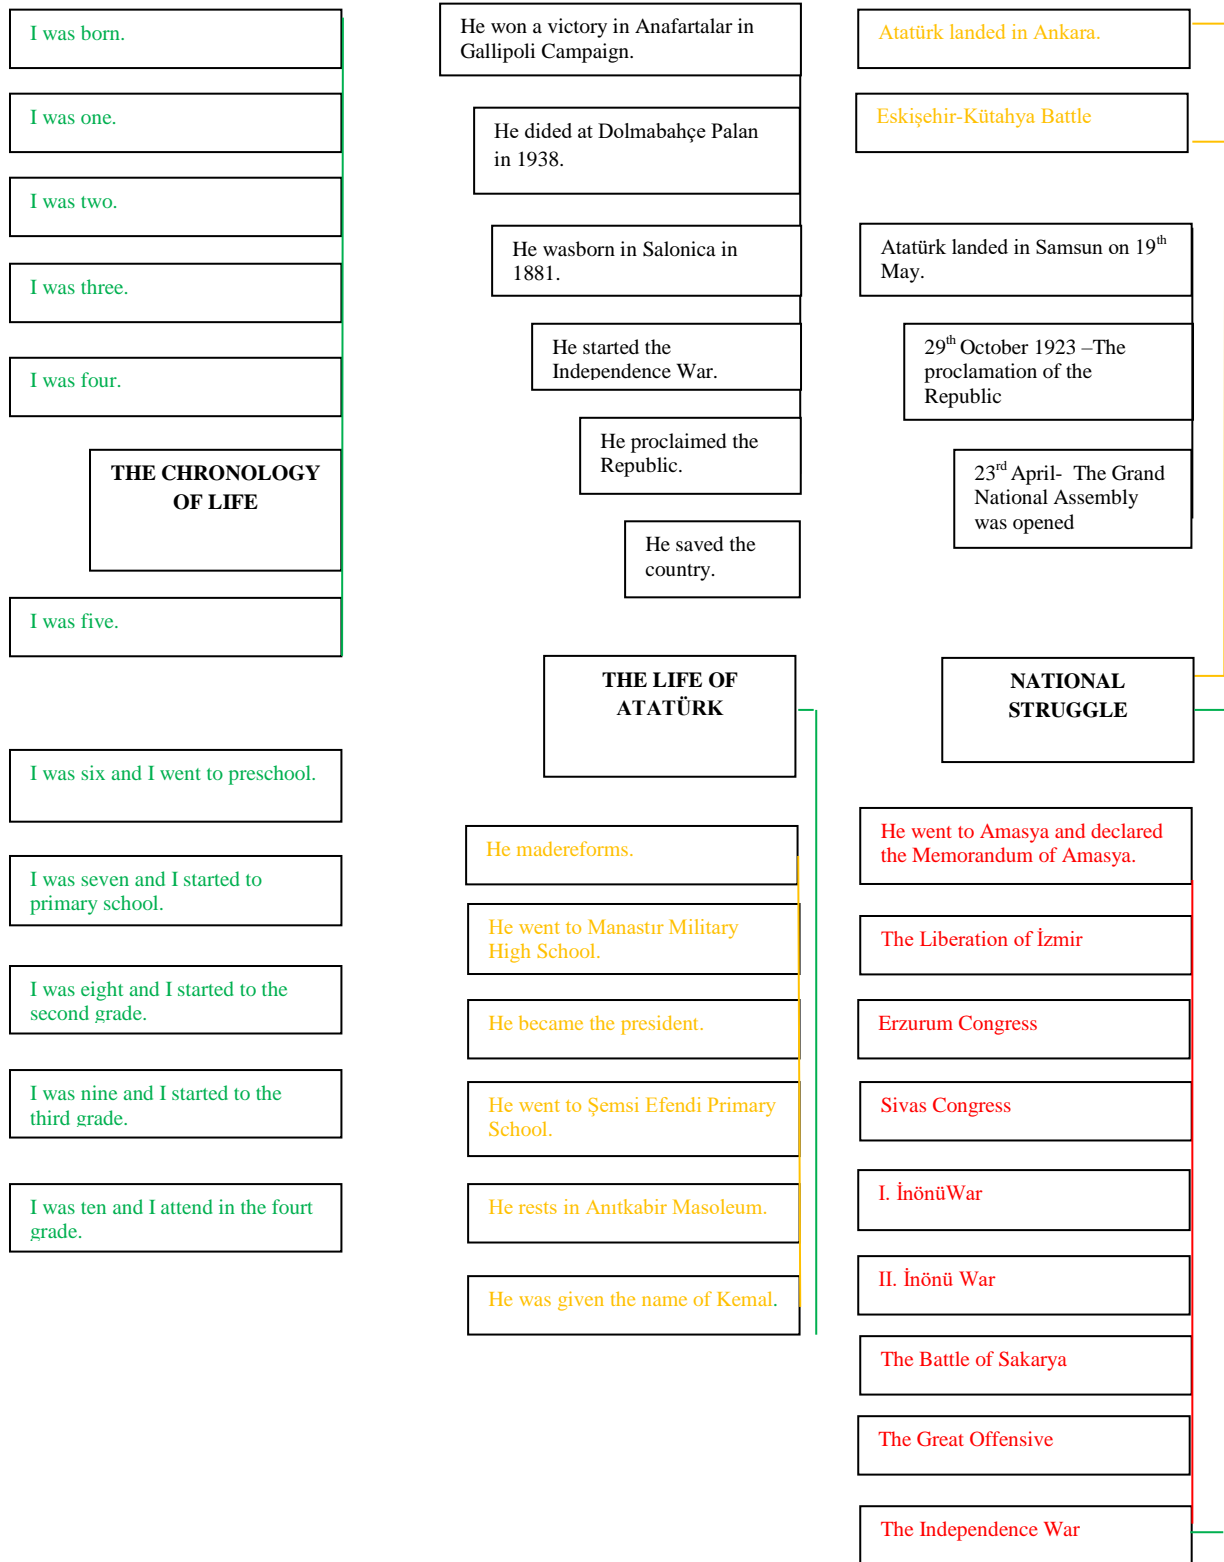 I was born.
I was one.
I was two.
I was three.
I was four.
THE CHRONOLOGY
OF LIFE
I was five.
I was six and I went to preschool.
I was seven and I started to
primary school.
I was eight and I started to the
second grade.
I was nine and I started to the
third grade.
I was ten and I attend in the fourt
grade.
He won a victory in Anafartalar in
Gallipoli Campaign.
He dided at Dolmabahçe Palan
in 1938.
He wasborn in Salonica in
1881.
He started the
Independence War.
He proclaimed the
Republic.
He saved the
country.
THE LIFE OF
ATATÜRK
He madereforms.
He went to Manastır Military
High School.
He became the president.
He went to Şemsi Efendi Primary
School.
He rests in Anıtkabir Masoleum.
He was given the name of Kemal.
Atatürk landed in Ankara.
Eskişehir-Kütahya Battle
Atatürk landed in Samsun on 19th
May.
29th October 1923 –The
proclamation of the
Republic
23rd April- The Grand
National Assembly
was opened
NATIONAL
STRUGGLE
He went to Amasya and declared
the Memorandum of Amasya.
The Liberation of İzmir
Erzurum Congress
Sivas Congress
I. İnönüWar
II. İnönü War
The Battle of Sakarya
The Great Offensive
The Independence War